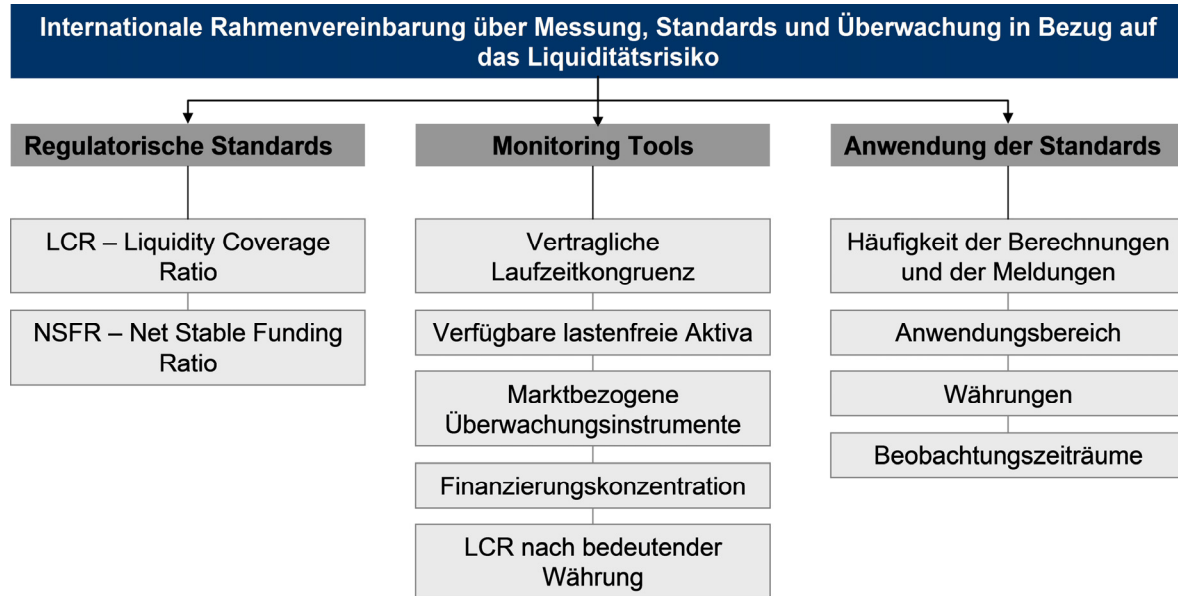 Internationale Rahmenvereinbarung über Messung, Standards und Überwachung in Bezug auf
das Liquiditätsrisiko
Regulatorische Standards
LCR – Liquidity Coverage
Ratio
NSFR – Net Stable Funding
Ratio
Monitoring Tools
Vertragliche
Laufzeitkongruenz
Verfügbare lastenfreie Aktiva
Marktbezogene
Überwachungsinstrumente
Finanzierungskonzentration
LCR nach bedeutender
Währung
Anwendung der Standards
Häufigkeit der Berechnungen
und der Meldungen
Anwendungsbereich
Währungen
Beobachtungszeiträume